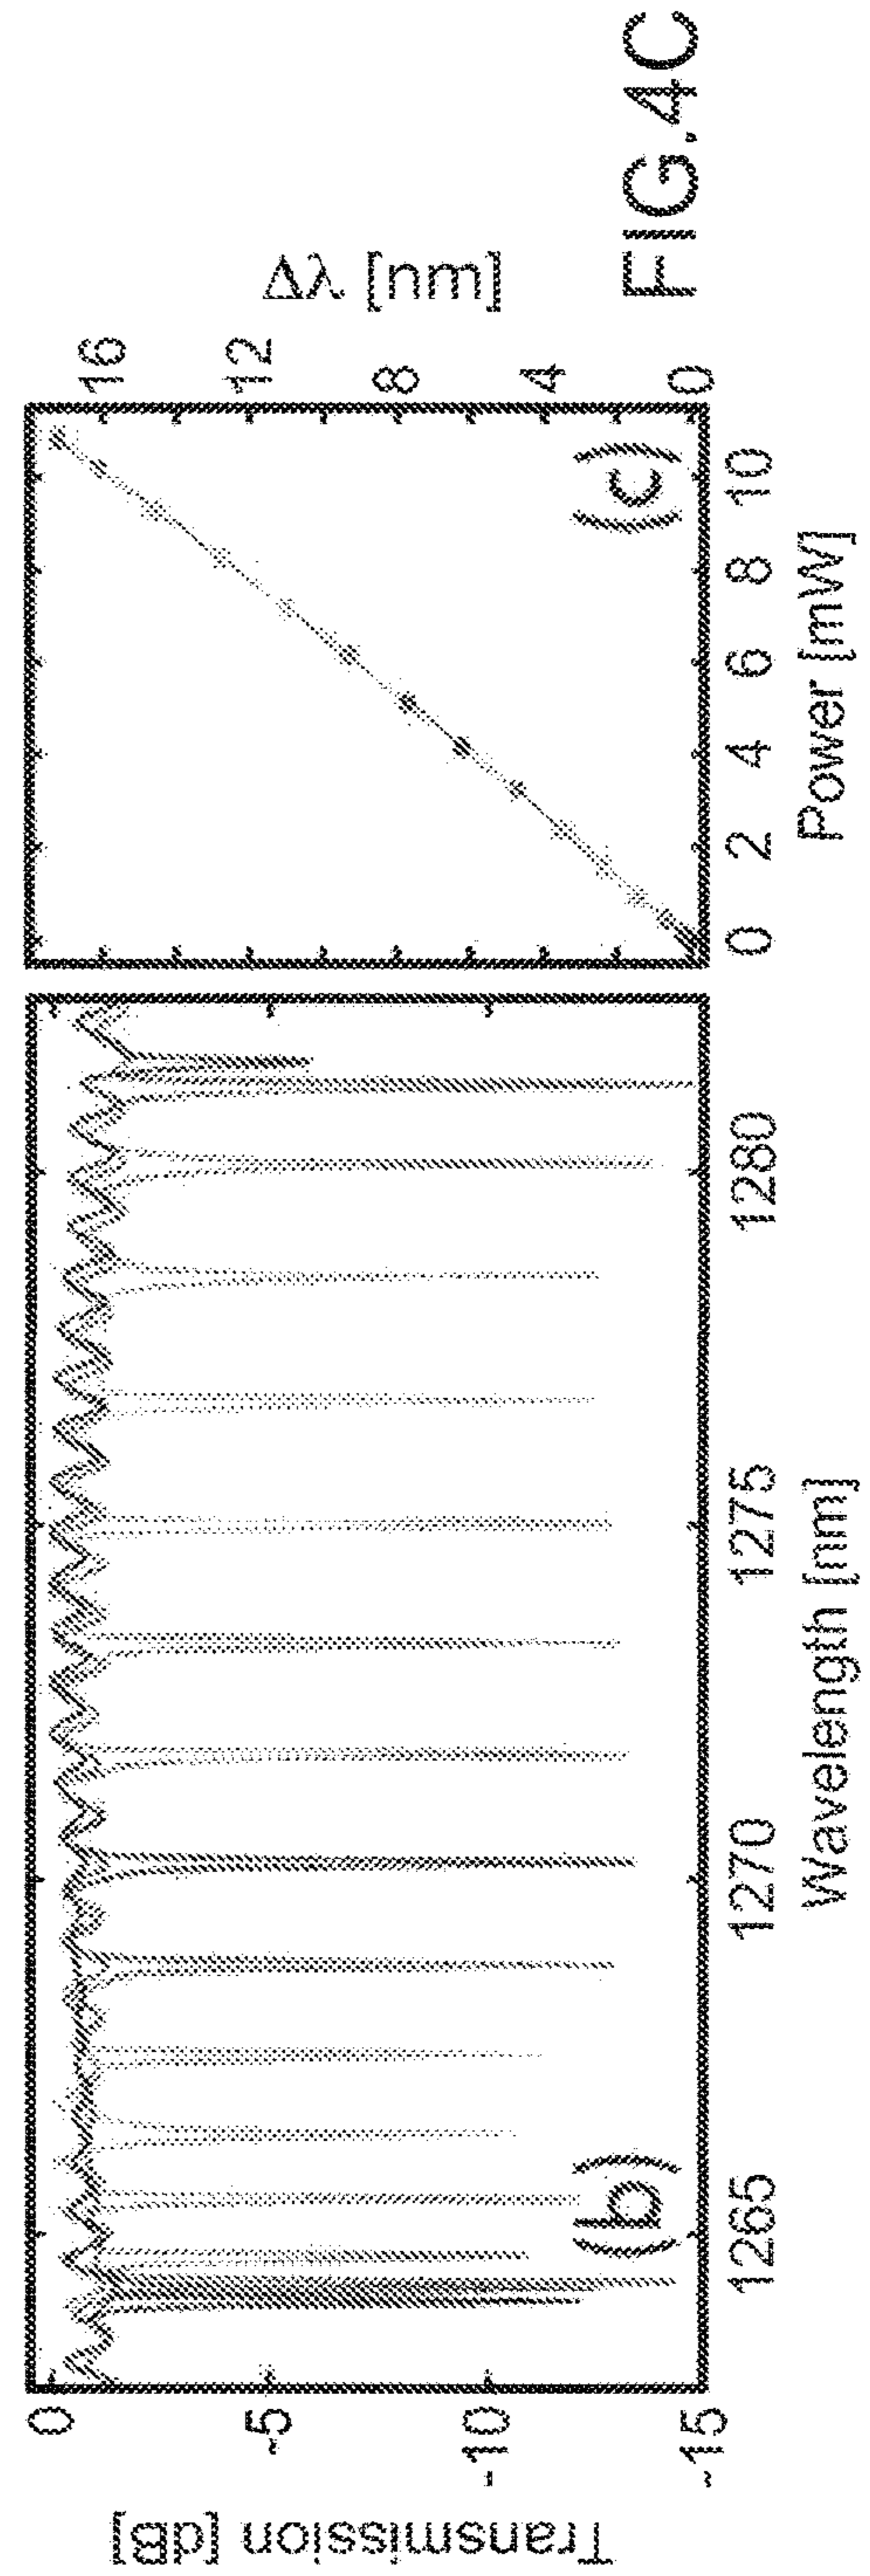 Transmission [dB]
0
-5
-10
-15
(b)
1265
1270
1275
1280
Wavelength [nm]
(c)
0
2
4
6
8
10
Power [mW]
16
12
8
4
0
Δλ [nm]
FIG.4C